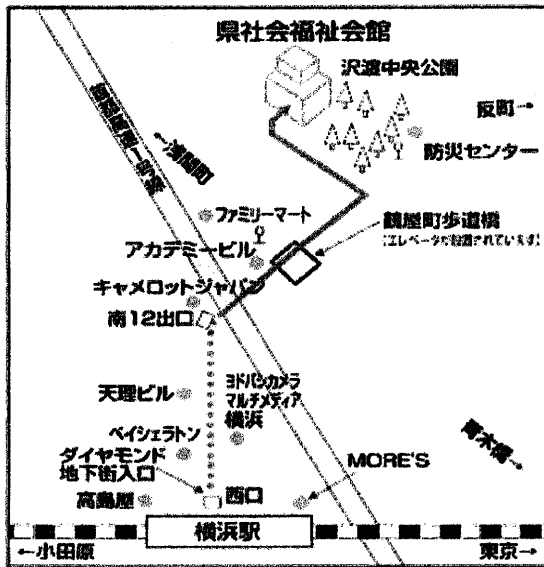 県社会福祉会館
沢渡中央公園
反町→
防災センター
←浅間町
首都高速一号線
ファミリーマート
鶴屋町歩道橋
(エレベータが設置されています)
アカデミービル
キャメロットジャパン
南12出口
天理ビル
ヨドバシカメラ
マルチメディア
横浜
ベイシェラトン
ダイヤモンド
地下街入口
MORE'S
青木橋→
高島屋
西口
横浜駅
←小田原
東京→